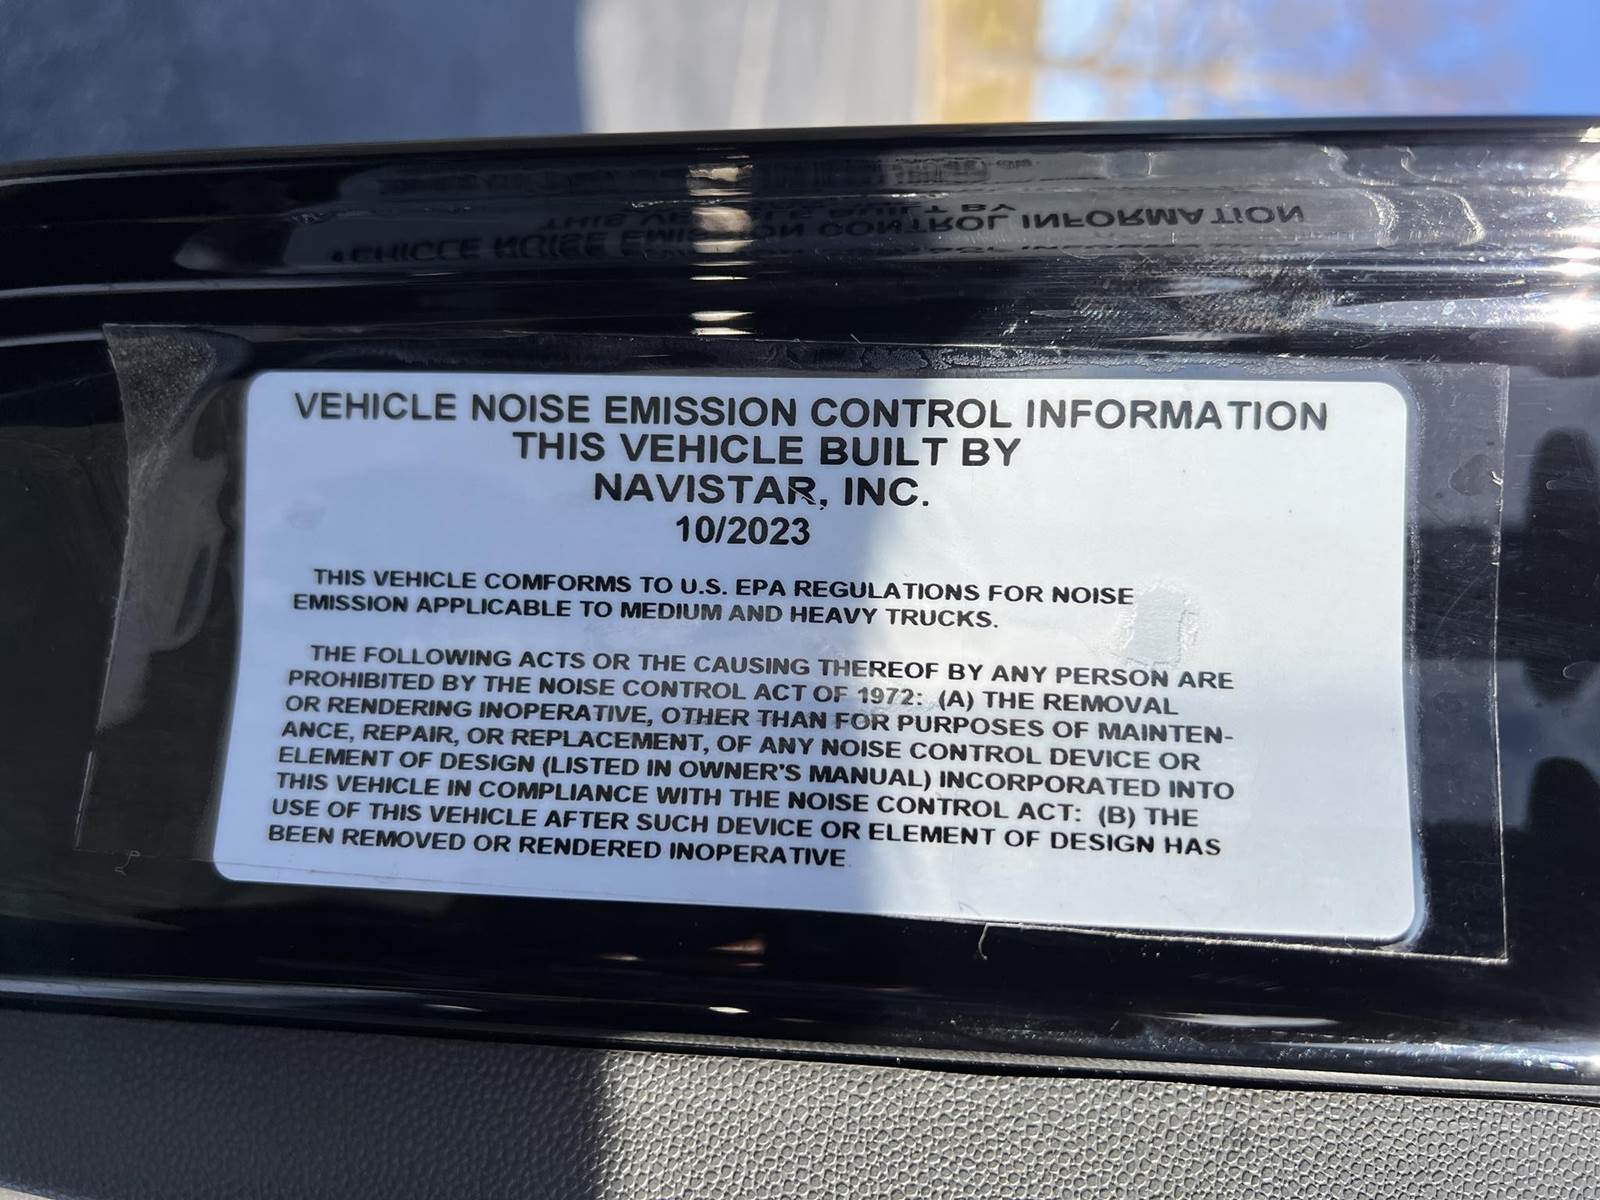 VEHICLE NOISE EMISSION CONTROL INFORMATION
THIS VEHICLE BUILT BY
NAVISTAR, INC.
10/2023
THIS VEHICLE COMFORMS TO U.S. EPA REGULATIONS FOR NOISE
EMISSION APPLICABLE TO MEDIUM AND HEAVY TRUCKS.
THE FOLLOWING ACTS OR THE CAUSING THEREOF BY ANY PERSON ARE
PROHIBITED BY THE NOISE CONTROL ACT OF 1972: (A) THE REMOVAL
OR RENDERING INOPERATIVE, OTHER THAN FOR PURPOSES OF MAINTEN-
ANCE, REPAIR, OR REPLACEMENT, OF ANY NOISE CONTROL DEVICE OR
ELEMENT OF DESIGN (LISTED IN OWNER'S MANUAL) INCORPORATED INTO
THIS VEHICLE IN COMPLIANCE WITH THE NOISE CONTROL ACT: (B) THE
USE OF THIS VEHICLE AFTER SUCH DEVICE OR ELEMENT OF DESIGN HAS
BEEN REMOVED OR RENDERED INOPERATIVE.